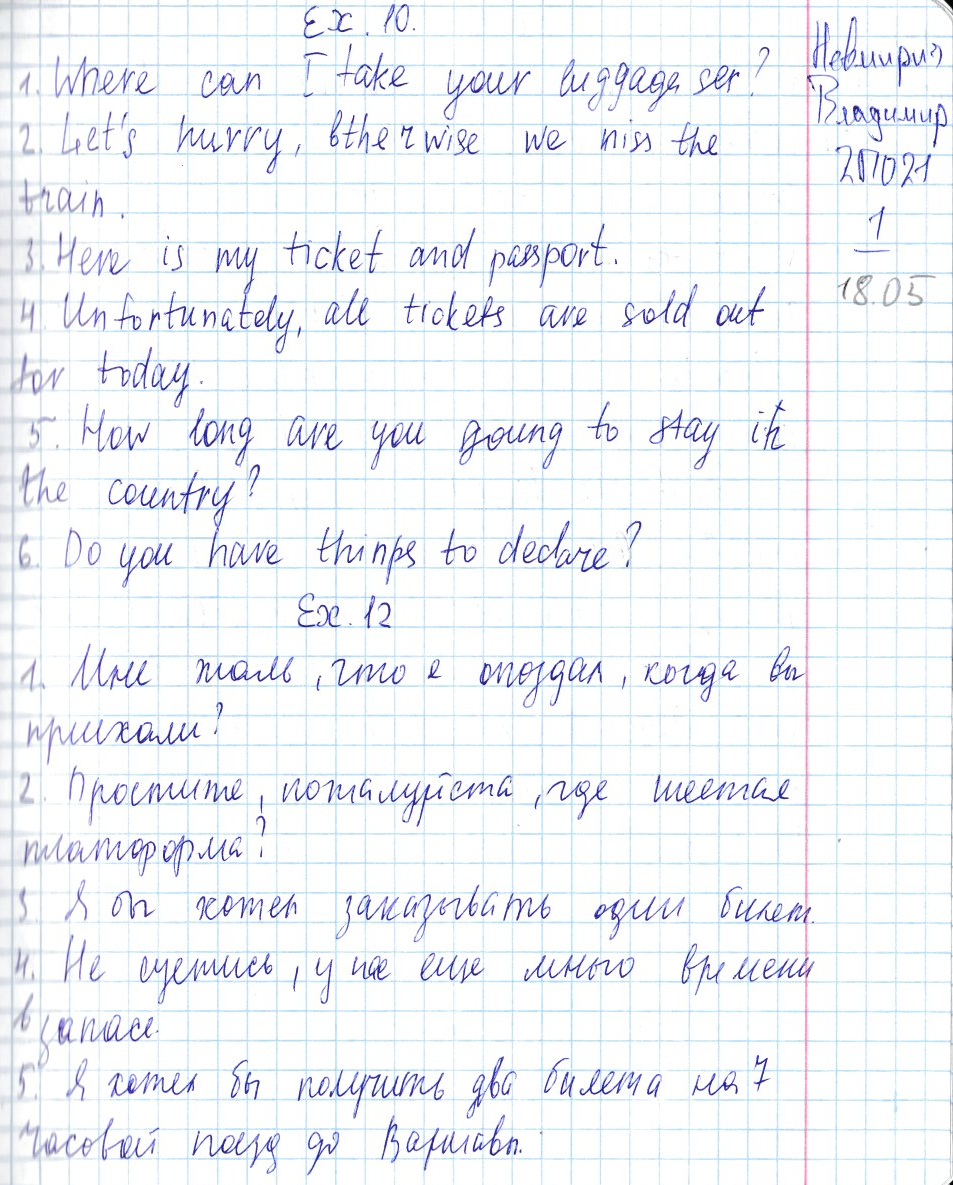 Ex. 10.
1. Where can I take your luggage ser?
2. Let's hurry, otherwise we miss the
train.
3. Here is my ticket and passport.
4. Unfortunately, all tickets are sold out
for today.
5. How long are you going to stay in
the country?
6. Do you have things to declare?
Ex. 12
1. Мне жаль, что я опоздал, когда вы
приехали?
2. Простите, пожалуйста, где шестая
платформа?
3. Я бы хотел заказывать один билет.
4. Не суетись, у нас еще много времени
в запасе.
5. Я хотел бы получить два билета на 7
часовой поезд до Варшавы.
Владимир
2П021
1
18.05